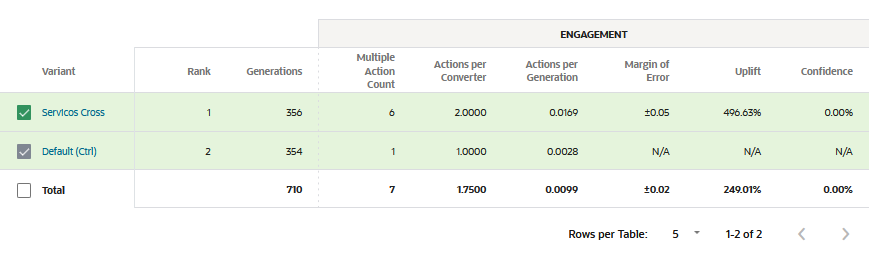 ENGAGEMENT
Variant Rank Generations Multiple Action Count Actions per Converter Actions per Generation Margin of Error Uplift Confidence
Servicos Cross 1 356 6 2.0000 0.0169 ±0.05 496.63% 0.00%
Default (Ctrl) 2 354 1 1.0000 0.0028 N/A N/A N/A
Total 710 7 1.7500 0.0099 ±0.02 249.01% 0.00%
Rows per Table: 5 1-2 of 2